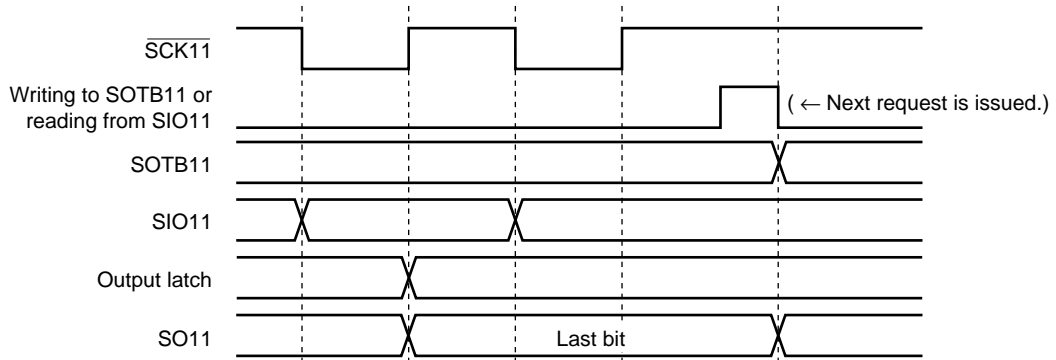 SCK11
Writing to SOTB11 or
reading from SIO11
( ← Next request is issued.)
SOTB11
SIO11
Output latch
SO11
Last bit